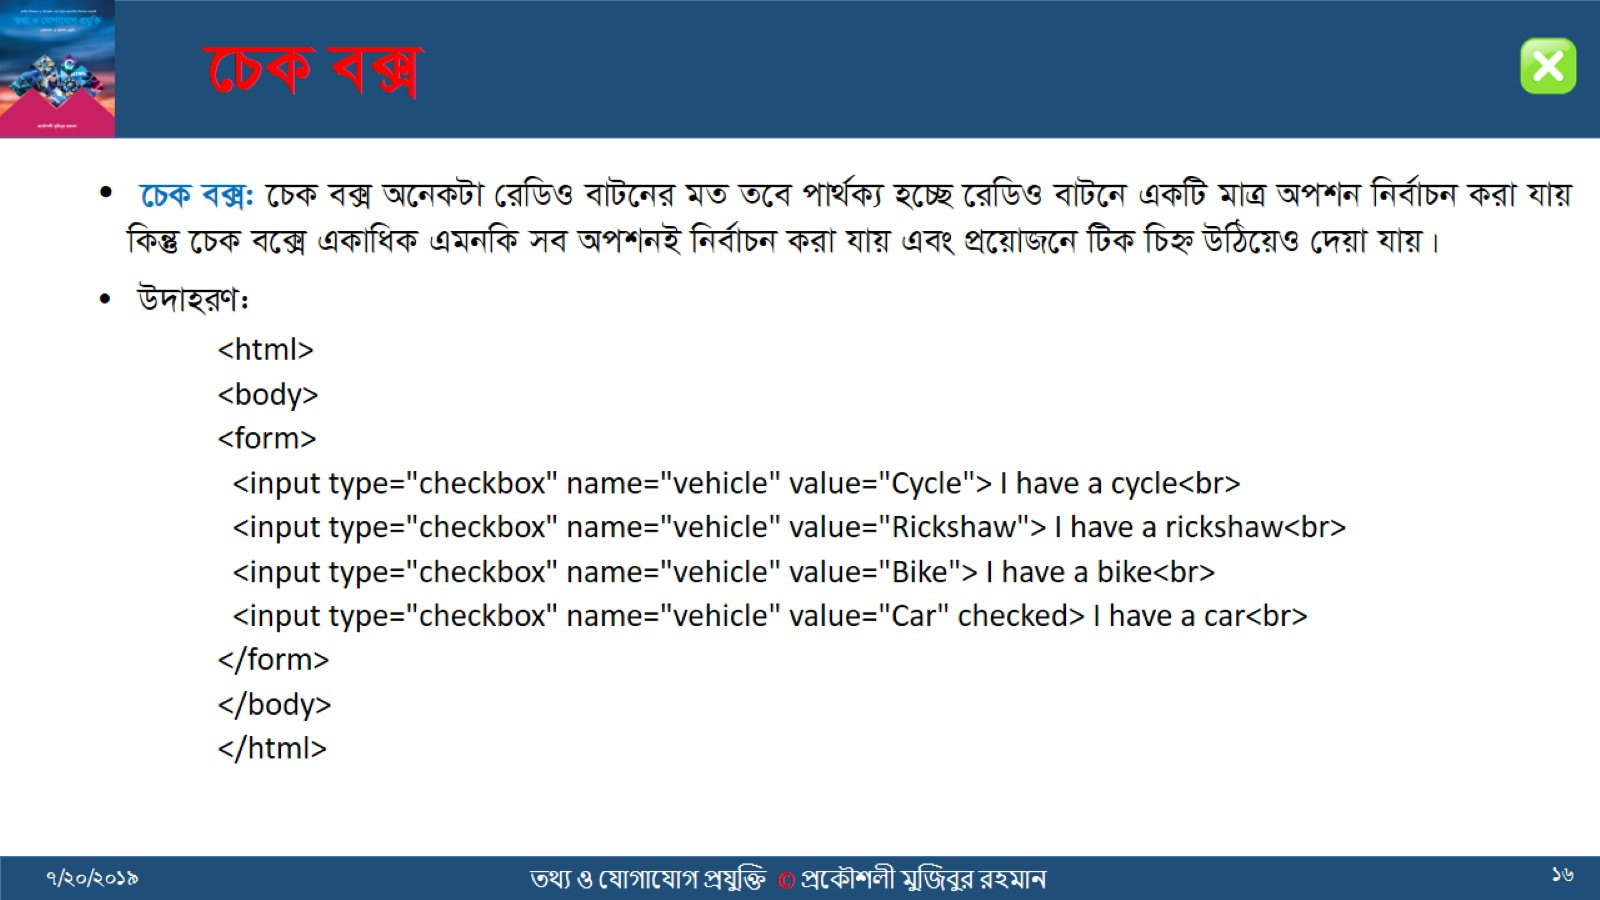 তথ্য ও যোগাযোগ প্রযুক্তি
চেক বক্স
• চেক বক্স: চেক বক্স অনেকটা রেডিও বাটনের মত তবে পার্থক্য হচ্ছে রেডিও বাটনে একটি মাত্র অপশন নির্বাচন করা যায়
কিন্তু চেক বক্সে একাধিক এমনকি সব অপশনই নির্বাচন করা যায় এবং প্রয়োজনে টিক চিহ্ন উঠিয়েও দেয়া যায়।
• উদাহরণ:
<html>
<body>
<form>
<input type="checkbox" name="vehicle" value="Cycle"> I have a cycle<br>
<input type="checkbox" name="vehicle" value="Rickshaw"> I have a rickshaw<br>
<input type="checkbox" name="vehicle" value="Bike"> I have a bike<br>
<input type="checkbox" name="vehicle" value="Car" checked> I have a car<br>
</form>
</body>
</html>
৭/২০/২০১৯
তথ্য ও যোগাযোগ প্রযুক্তি © প্রকৌশলী মুজিবুর রহমান
১৬